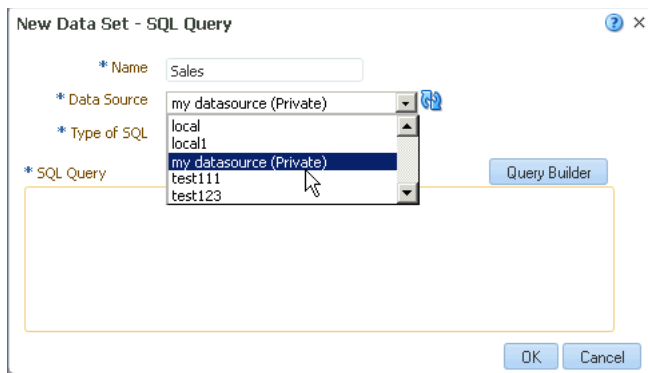 New Data Set - SQL Query
* Name Sales
* Data Source my datasource (Private)
* Type of SQL
local
local1
my datasource (Private)
test111
test123
* SQL Query
Query Builder
OK Cancel